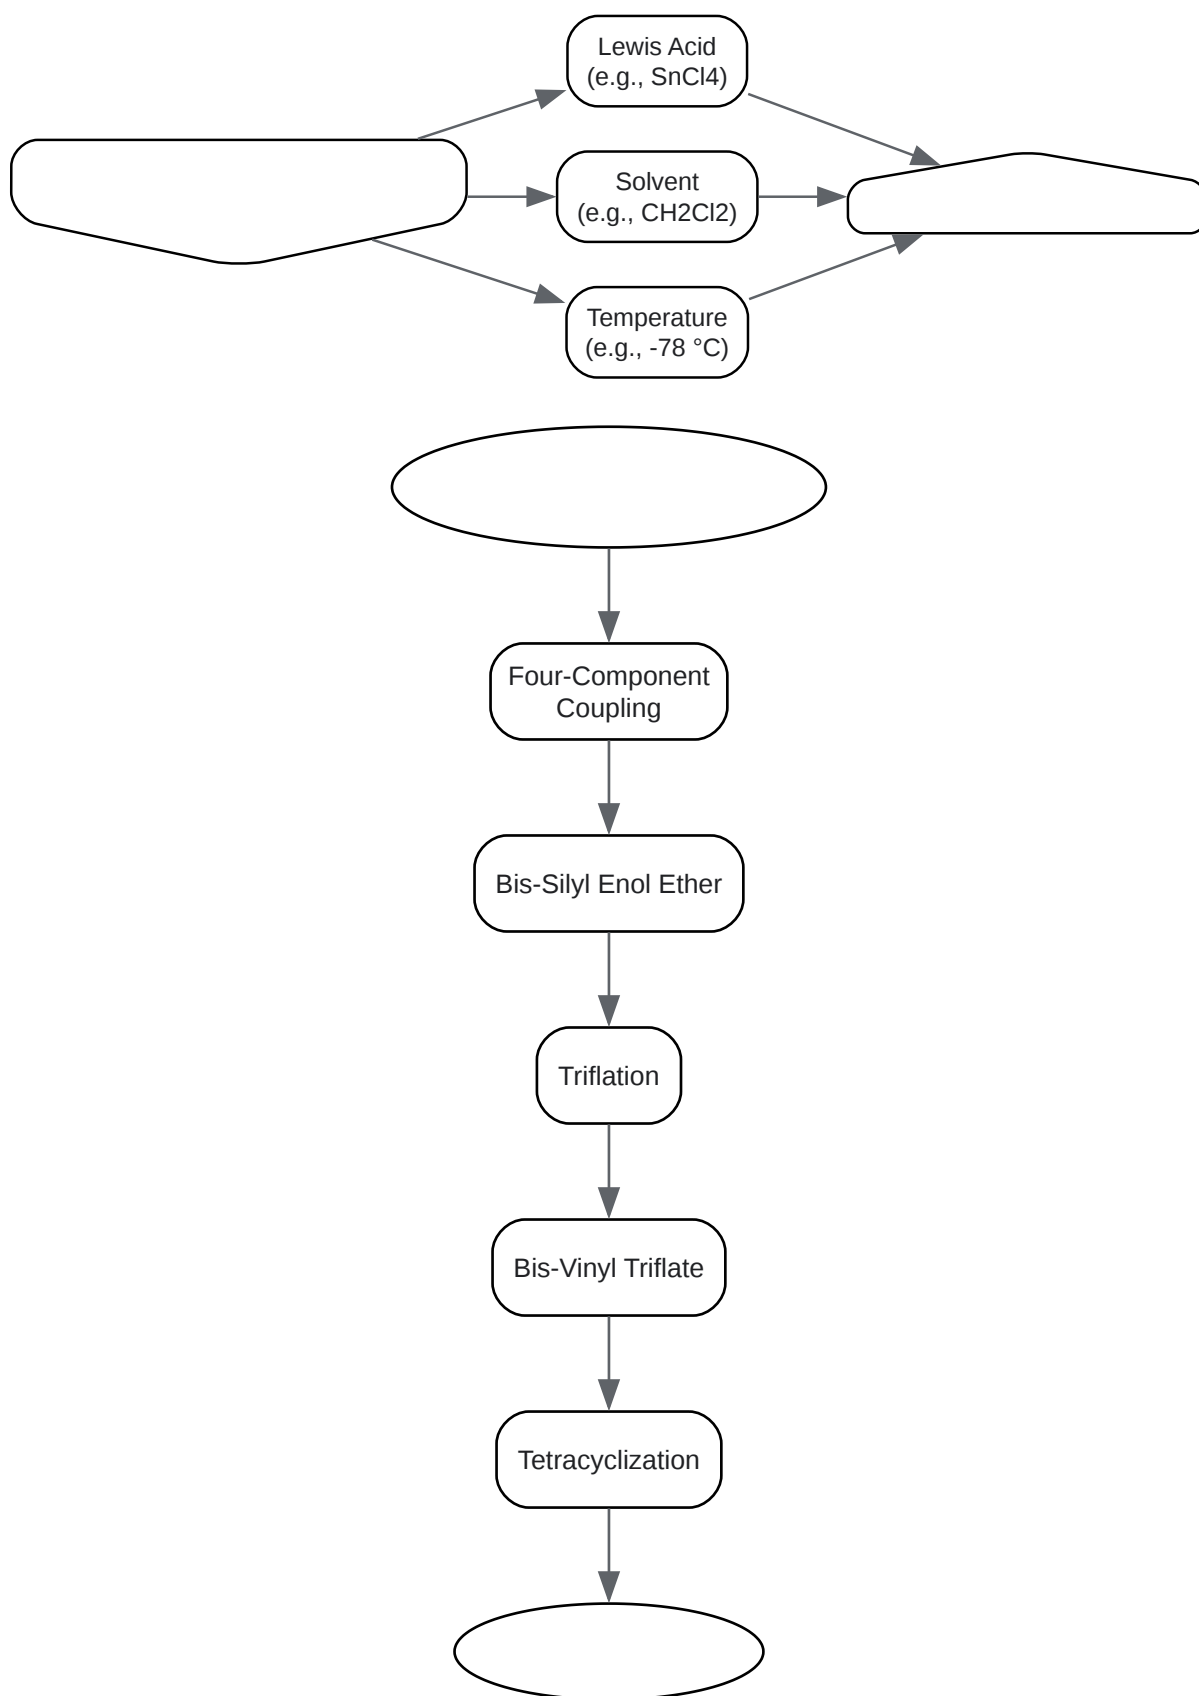 Lewis Acid
(e.g., SnCl4)
Solvent
(e.g., CH2Cl2)
Temperature
(e.g., -78 °C)
Four-Component
Coupling
Bis-Silyl Enol Ether
Triflation
Bis-Vinyl Triflate
Tetracyclization